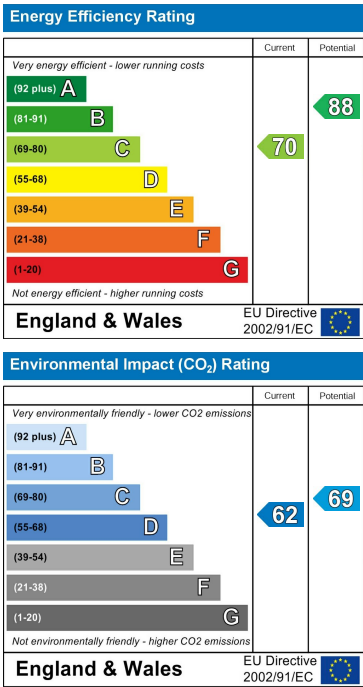 Energy Efficiency Rating
Current Potential
Very energy efficient - lower running costs
(92 plus) A
(81-91) B
(69-80) C
(55-68) D
(39-54) E
(21-38) F
(1-20) G
70
88
Not energy efficient - higher running costs
England & Wales
EU Directive
2002/91/EC
Environmental Impact (CO₂) Rating
Current Potential
Very environmentally friendly - lower CO2 emissions
(92 plus) A
(81-91) B
(69-80) C
(55-68) D
(39-54) E
(21-38) F
(1-20) G
62
69
Not environmentally friendly - higher CO2 emissions
England & Wales
EU Directive
2002/91/EC